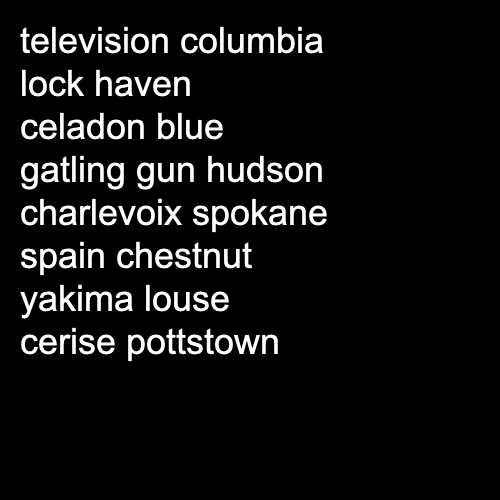 television columbia
lock haven
celadon blue
gatling gun hudson
charlevoix spokane
spain chestnut
yakima louse
cerise pottstown